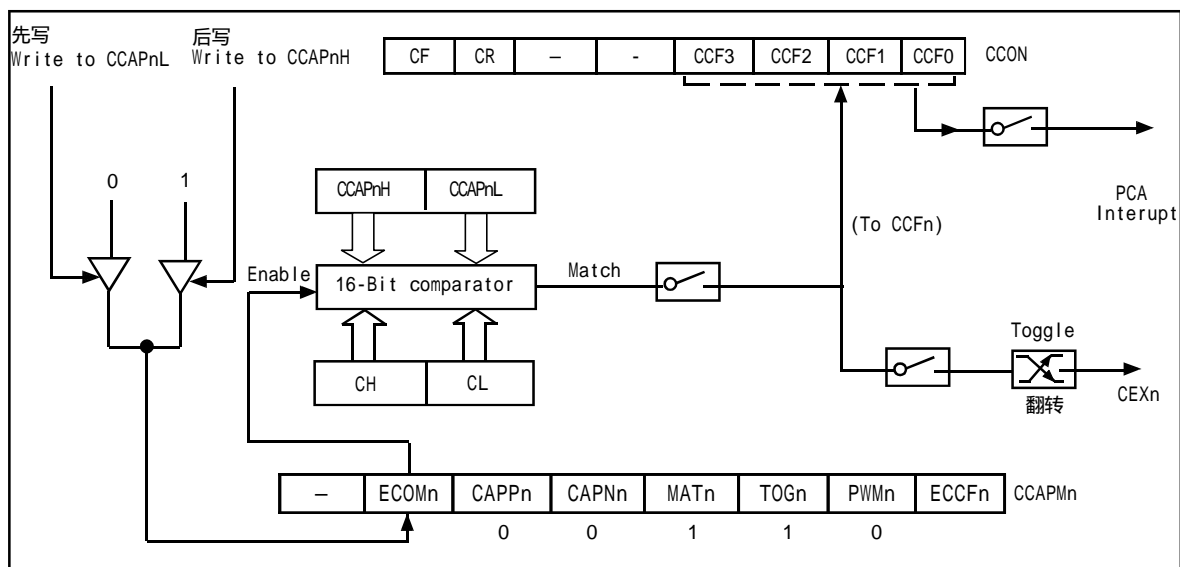 先写
Write to CCAPnL
后写
Write to CCAPnH
CF CR – - CCF3 CCF2 CCF1 CCF0 CCON
0 1
CCAPnH CCAPnL
PCA
Interupt
(To CCFn)
Enable
16-Bit comparator
Match
Toggle
CH CL
翻转
CEXn
– ECOMn CAPPn CAPNn MATn TOGn PWMn ECCFn CCAPMn
0 0 1 1 0